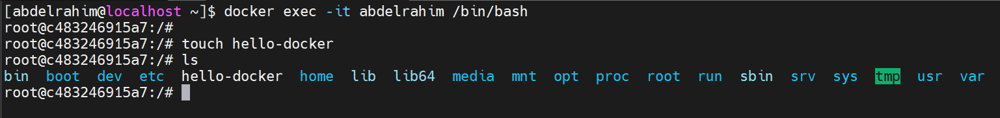 [abdelrahim@localhost ~]$ docker exec -it abdelrahim /bin/bash
root@c483246915a7:/#
root@c483246915a7:/# touch hello-docker
root@c483246915a7:/# ls
bin  boot  dev  etc  hello-docker  home  lib  lib64  media  mnt  opt  proc  root  run  sbin  srv  sys  tmp  usr  var
root@c483246915a7:/#